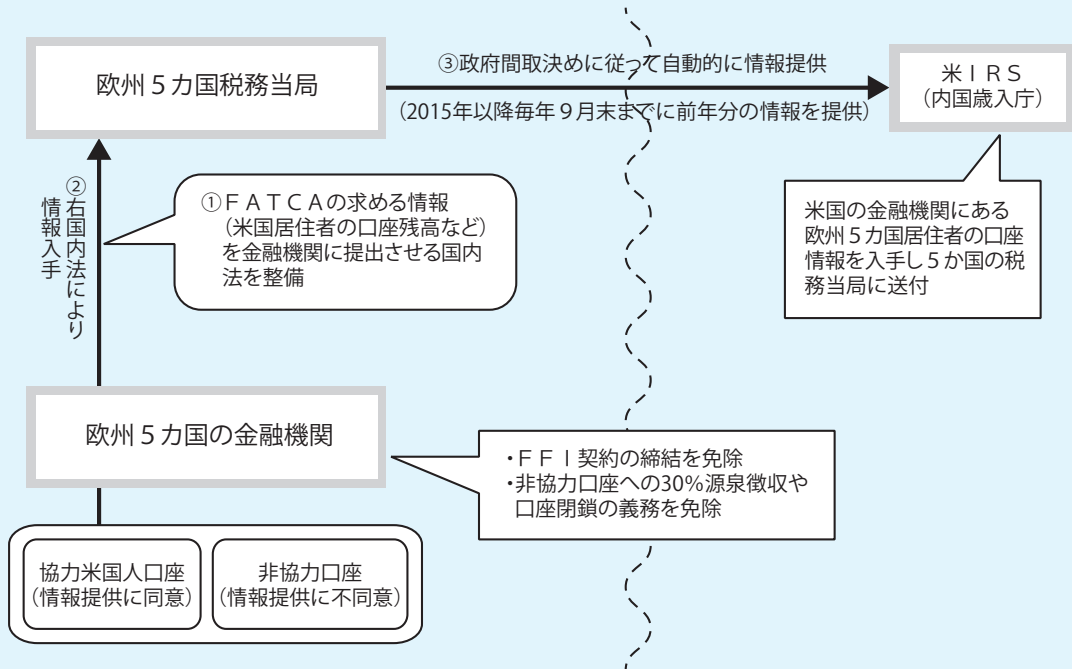 欧州5カ国税務当局
③政府間取決めに従って自動的に情報提供
(2015年以降毎年9月末までに前年分の情報を提供)
米IRS
(内国歳入庁)
②右国内法により
情報入手
①FATCAの求める情報
(米国居住者の口座残高など)
を金融機関に提出させる国内
法を整備
米国の金融機関にある
欧州5カ国居住者の口座
情報を入手し5か国の税
務当局に送付
欧州5カ国の金融機関
・FFI契約の締結を免除
・非協力口座への30%源泉徴収や
口座閉鎖の義務を免除
協力米国人口座
(情報提供に同意)
非協力口座
(情報提供に不同意)